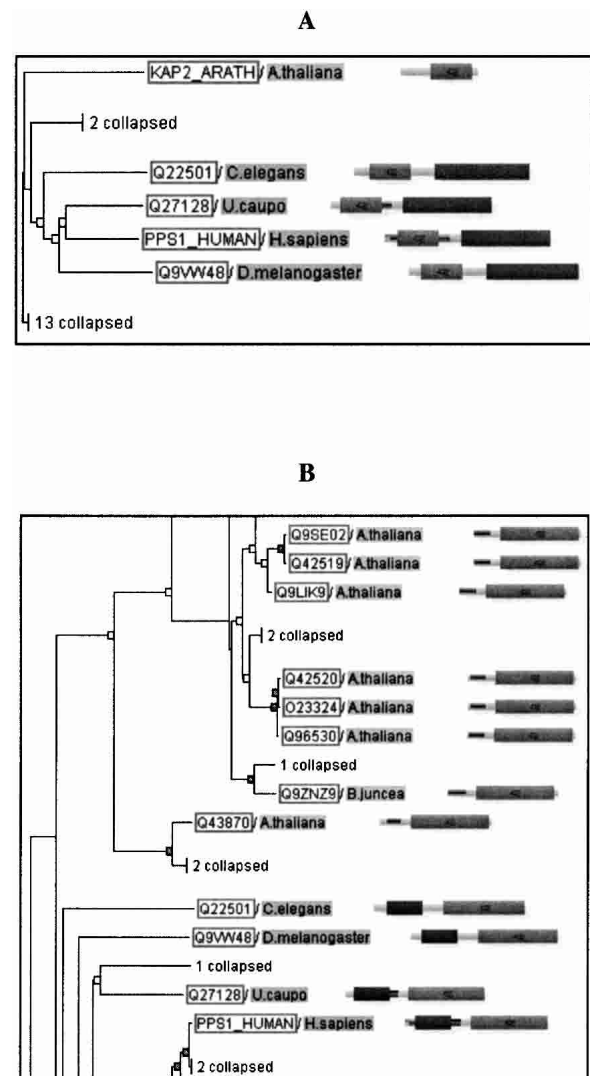 A
KAP2_ARATH/ A.thaliana
2 collapsed
Q22501/ C.elegans
Q27128/ U.caupo
PPS1_HUMAN/ H.sapiens
Q9VW48/ D.melanogaster
13 collapsed
B
Q9SE02/ A.thaliana
Q42519/ A.thaliana
Q9LIK9/ A.thaliana
2 collapsed
Q42520/ A.thaliana
O23324/ A.thaliana
Q96530/ A.thaliana
1 collapsed
Q9ZNZ9/ B.juncea
Q43870/ A.thaliana
2 collapsed
Q22501/ C.elegans
Q9VW48/ D.melanogaster
1 collapsed
Q27128/ U.caupo
PPS1_HUMAN/ H.sapiens
2 collapsed